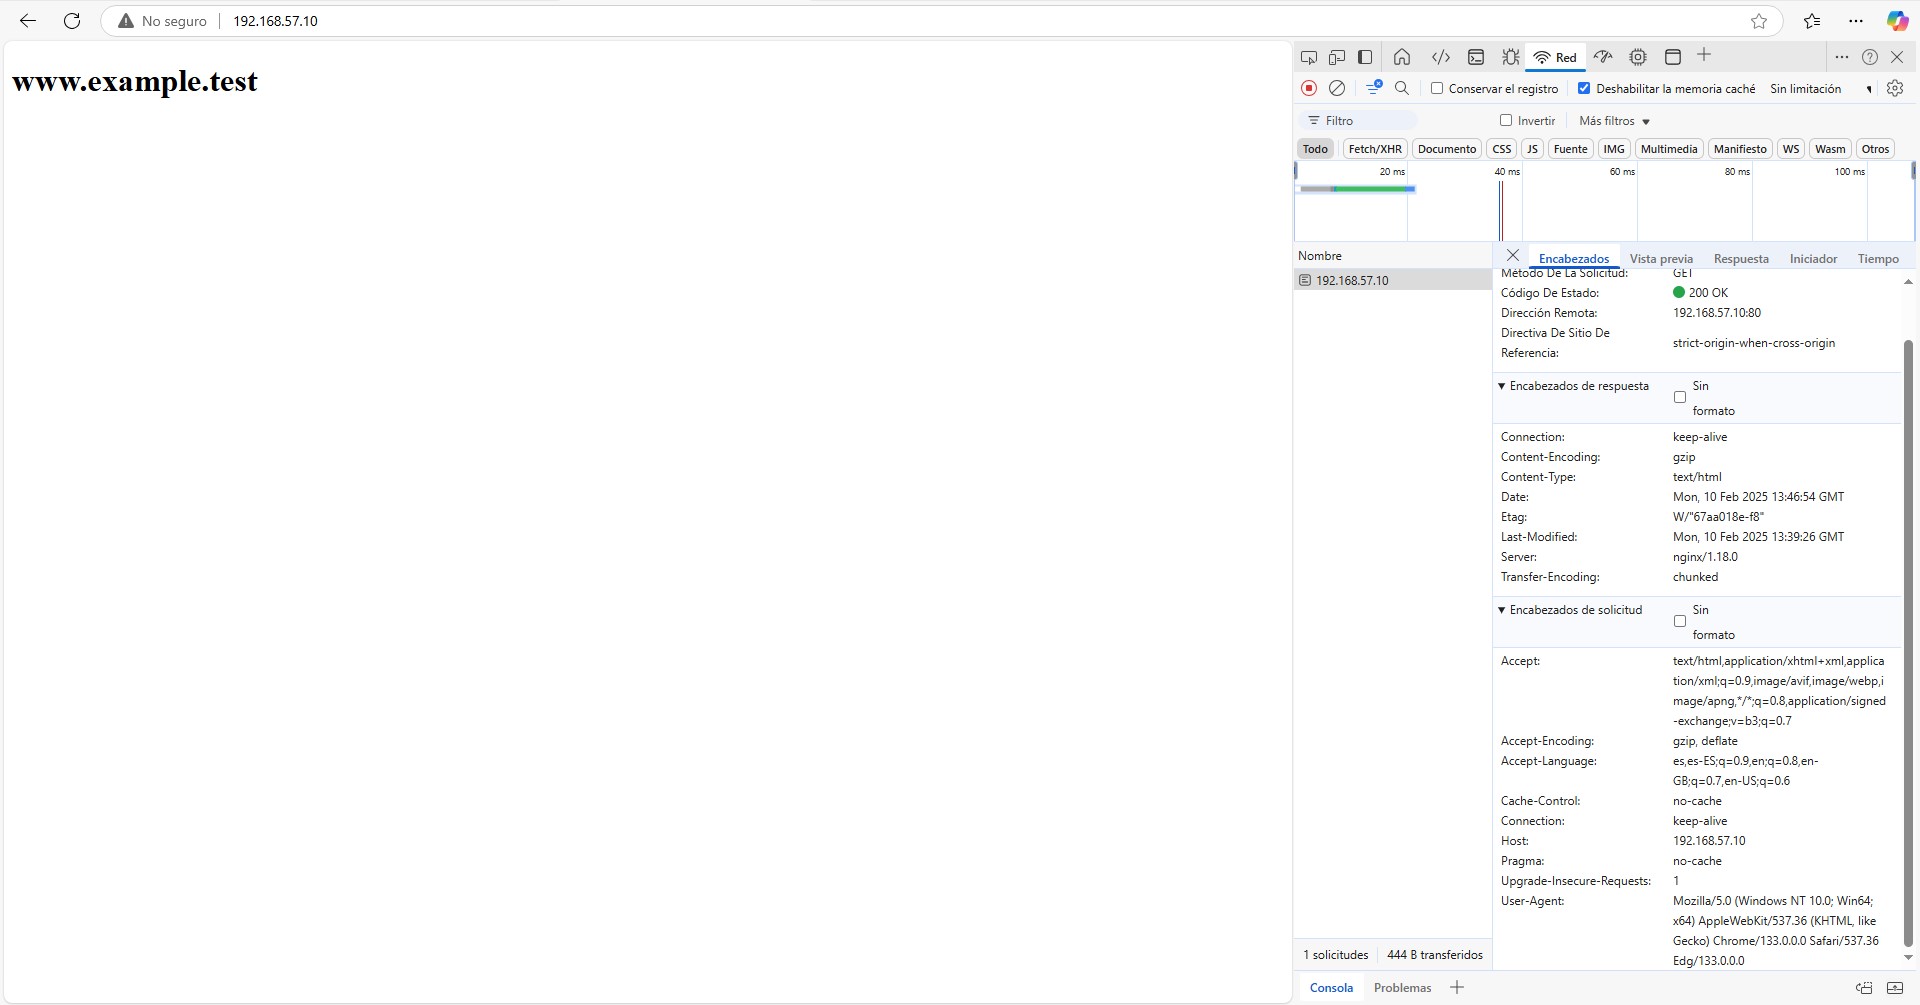 No seguro
192.168.57.10
www.example.test
Red
Conservar el registro
Deshabilitar la memoria caché
Sin limitación
Filtro
Invertir
Más filtros
Todo
Fetch/XHR
Documento
CSS
JS
Fuente
IMG
Multimedia
Manifiesto
WS
Wasm
Otros
20 ms
40 ms
60 ms
80 ms
100 ms
Nombre
192.168.57.10
1 solicitudes
444 B transferidos
Encabezados
Vista previa
Respuesta
Iniciador
Tiempo
Método De La Solicitud: GET
Código De Estado: 200 OK
Dirección Remota: 192.168.57.10:80
Directiva De Sitio De
Referencia:
strict-origin-when-cross-origin
Encabezados de respuesta
Sin
formato
Connection: keep-alive
Content-Encoding: gzip
Content-Type: text/html
Date: Mon, 10 Feb 2025 13:46:54 GMT
Etag: W/"67aa018e-f8"
Last-Modified: Mon, 10 Feb 2025 13:39:26 GMT
Server: nginx/1.18.0
Transfer-Encoding: chunked
Encabezados de solicitud
Sin
formato
Accept: text/html,application/xhtml+xml,applica
tion/xml;q=0.9,image/avif,image/webp,i
mage/apng,*/*;q=0.8,application/signed
-exchange;v=b3;q=0.7
Accept-Encoding: gzip, deflate
Accept-Language: es,es-ES;q=0.9,en;q=0.8,en-
GB;q=0.7,en-US;q=0.6
Cache-Control: no-cache
Connection: keep-alive
Host: 192.168.57.10
Pragma: no-cache
Upgrade-Insecure-Requests: 1
User-Agent: Mozilla/5.0 (Windows NT 10.0; Win64;
x64) AppleWebKit/537.36 (KHTML, like
Gecko) Chrome/133.0.0.0 Safari/537.36
Edg/133.0.0.0
Consola
Problemas